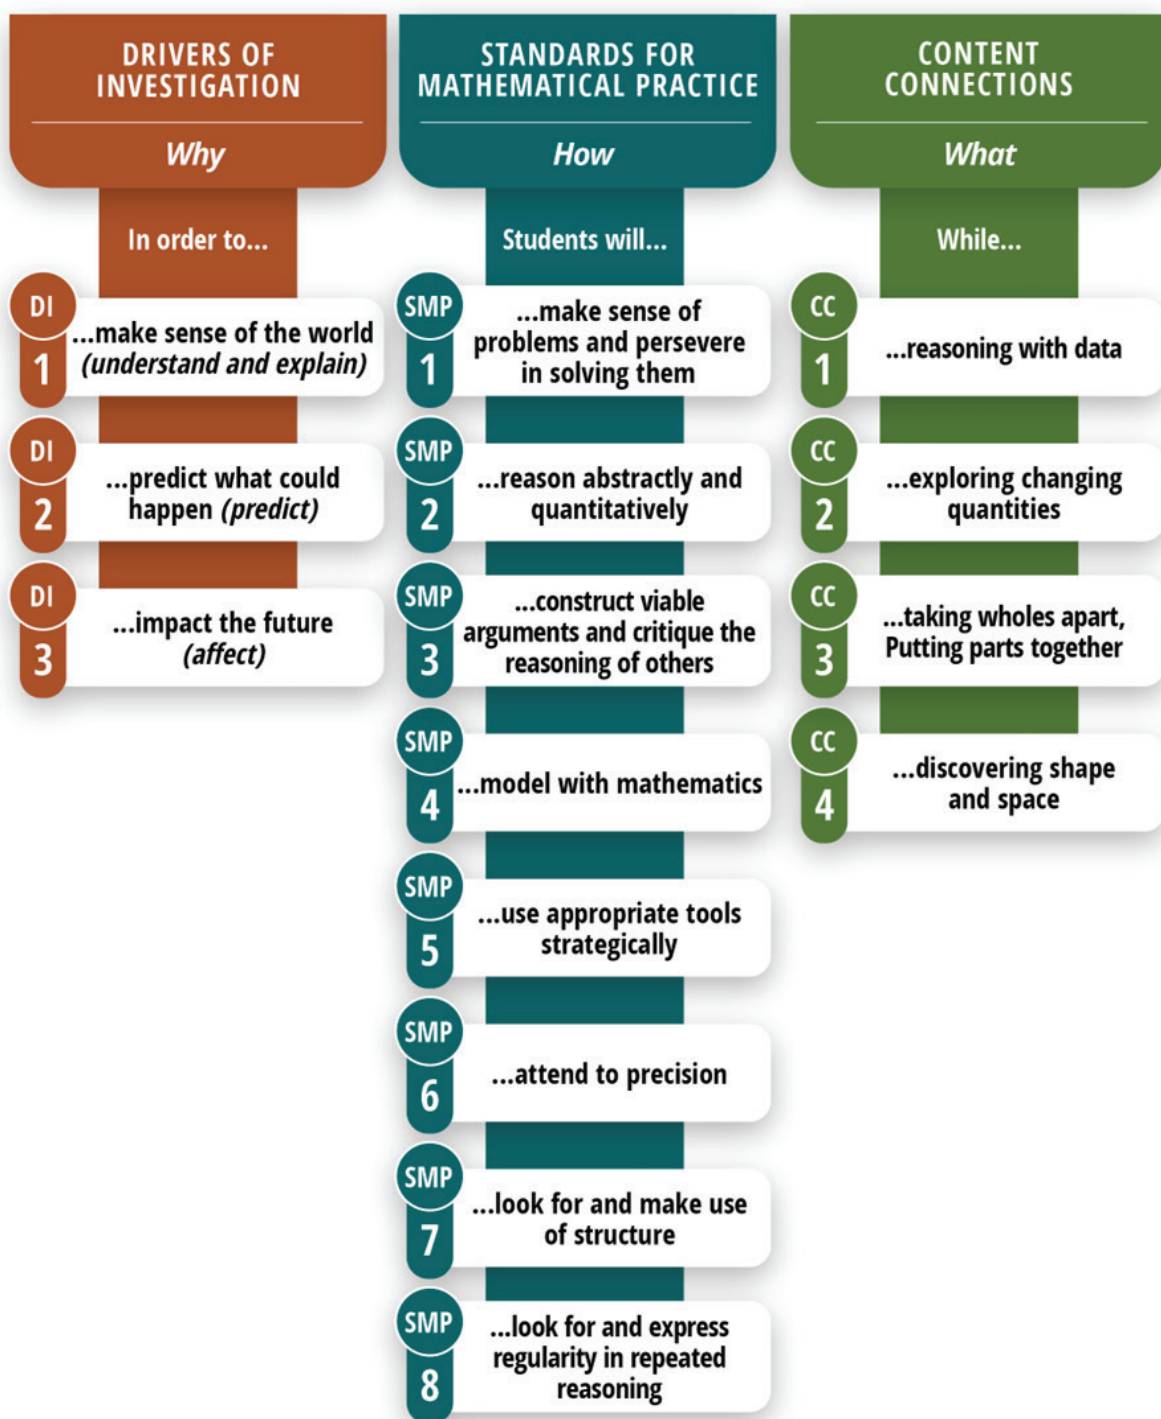 DRIVERS OF
INVESTIGATION
Why
In order to...
DI
1
...make sense of the world
(understand and explain)
DI
2
...predict what could
happen (predict)
DI
3
...impact the future
(affect)
STANDARDS FOR
MATHEMATICAL PRACTICE
How
Students will...
SMP
1
...make sense of
problems and persevere
in solving them
SMP
2
...reason abstractly and
quantitatively
SMP
3
...construct viable
arguments and critique the
reasoning of others
SMP
4
...model with mathematics
SMP
5
...use appropriate tools
strategically
SMP
6
...attend to precision
SMP
7
...look for and make use
of structure
SMP
8
...look for and express
regularity in repeated
reasoning
CONTENT
CONNECTIONS
What
While...
CC
1
...reasoning with data
CC
2
...exploring changing
quantities
CC
3
...taking wholes apart,
Putting parts together
CC
4
...discovering shape
and space